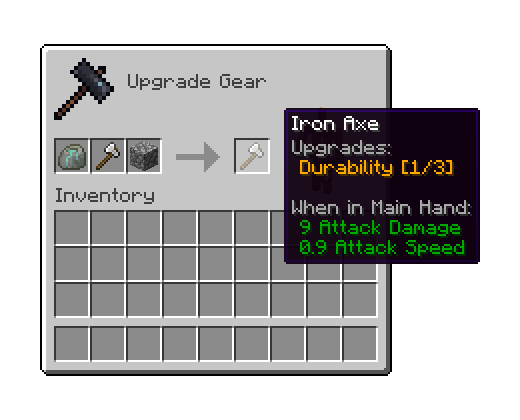 Upgrade Gear
Iron Axe
Upgrades:
Durability [1/3]
When in Main Hand:
9 Attack Damage
0.9 Attack Speed
Inventory